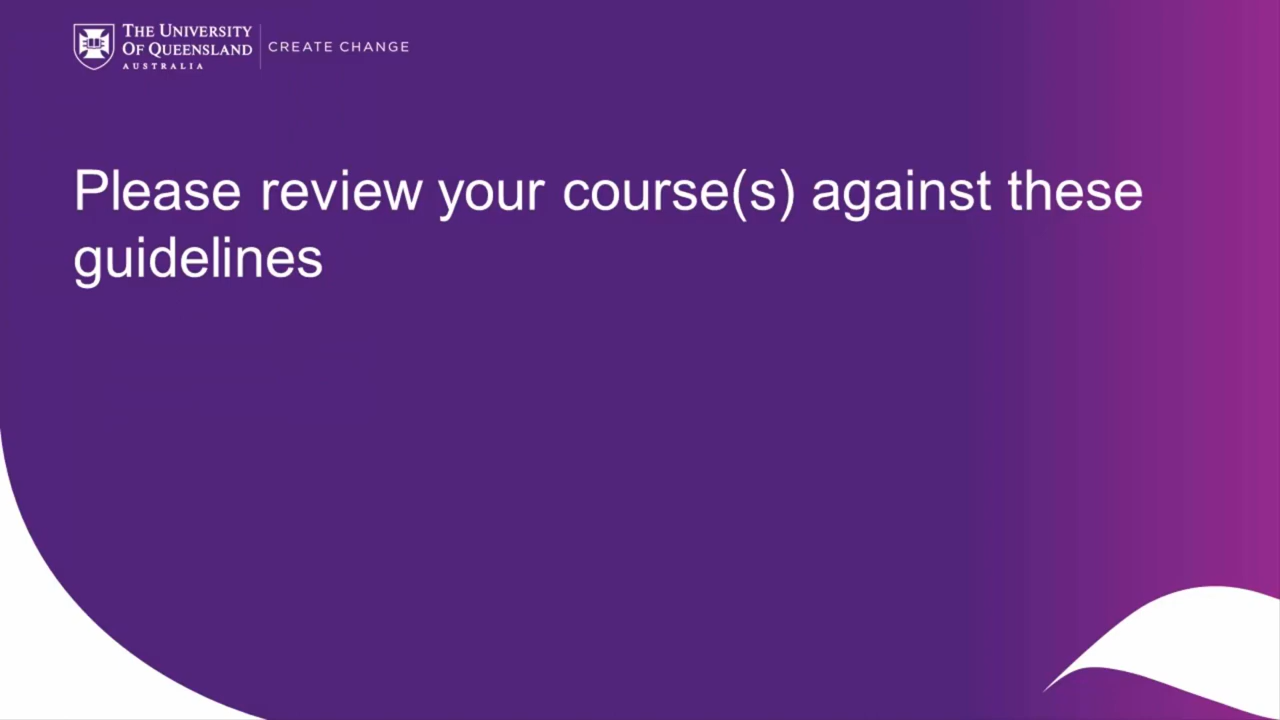 THE UNIVERSITY
OF QUEENSLAND
AUSTRALIA
CREATE CHANGE
Please review your course(s) against these
guidelines